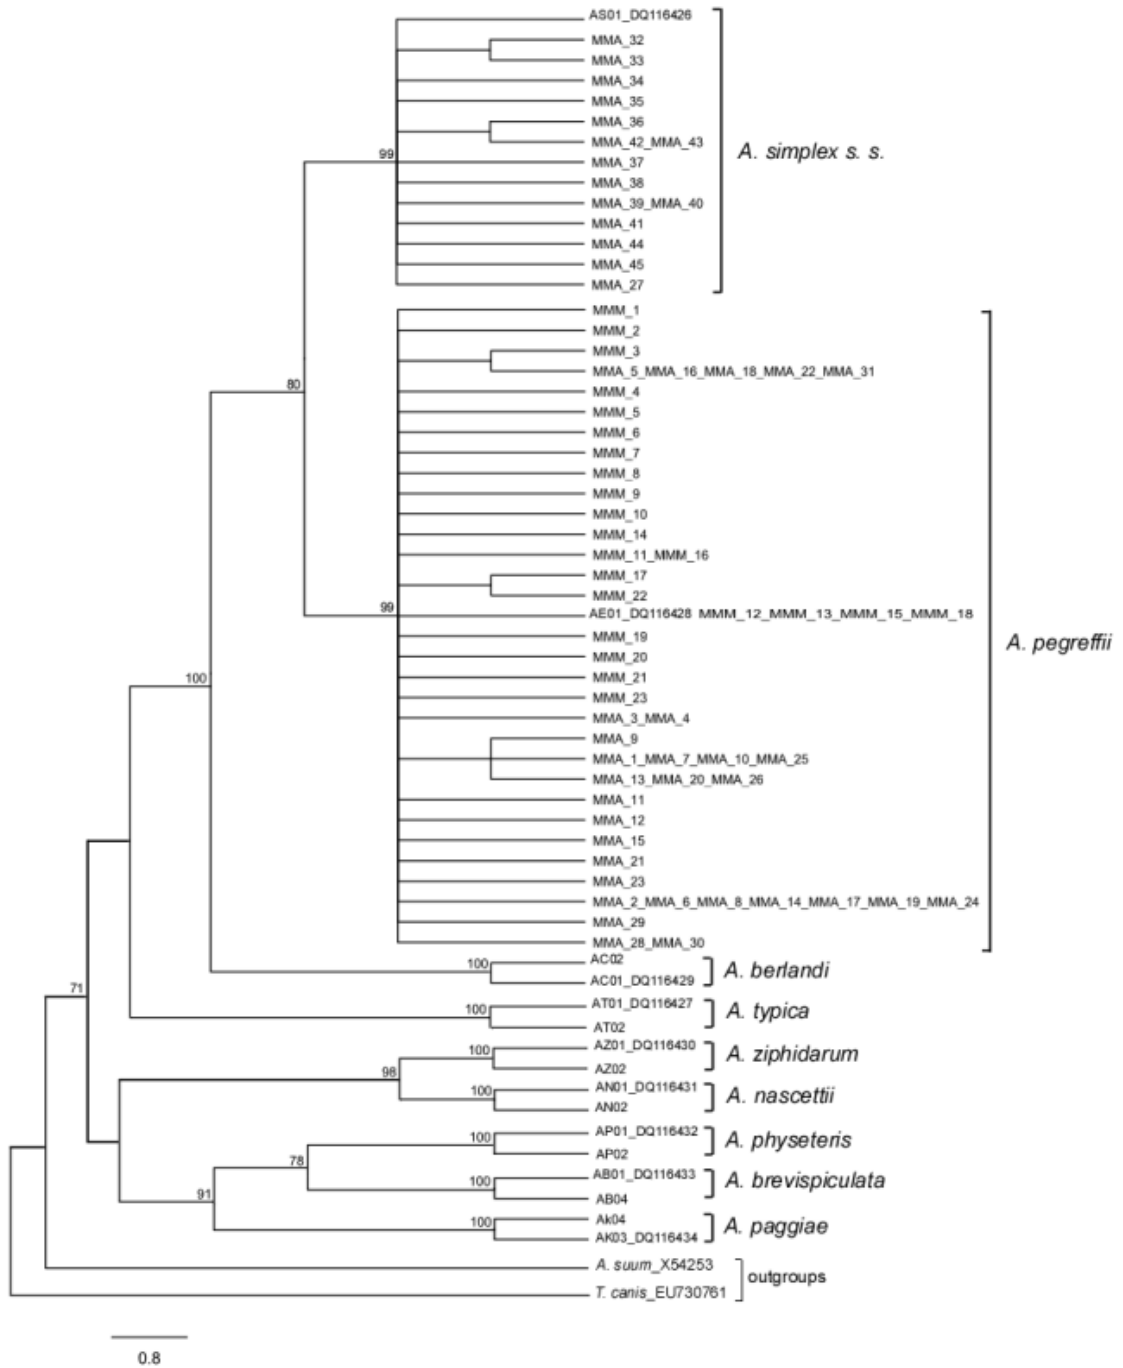 AS01_DQ116426
MMA_32
MMA_33
MMA_34
MMA_35
MMA_36
MMA_42_MMA_43
A. simplex s. s.
99
MMA_37
MMA_38
MMA_39_MMA_40
MMA_41
MMA_44
MMA_45
MMA_27
MMM_1
MMM_2
MMM_3
MMA_5_MMA_16_MMA_18_MMA_22_MMA_31
80
MMM_4
MMM_5
MMM_6
MMM_7
MMM_8
MMM_9
MMM_10
MMM_14
MMM_11_MMM_16
MMM_17
MMM_22
99
AE01_DQ116428 MMM_12_MMM_13_MMM_15_MMM_18
MMM_19
A. pegreffii
MMM_20
MMM_21
100
MMM_23
MMA_3_MMA_4
MMA_9
MMA_1_MMA_7_MMA_10_MMA_25
MMA_13_MMA_20_MMA_26
MMA_11
MMA_12
MMA_15
MMA_21
MMA_23
MMA_2_MMA_6_MMA_8_MMA_14_MMA_17_MMA_19_MMA_24
MMA_29
MMA_28_MMA_30
AC02
100
A. berlandi
AC01_DQ116429
71
AT01_DQ116427
100
A. typica
AT02
AZ01_DQ116430
100
A. ziphidarum
AZ02
98
AN01_DQ116431
100
A. nascettii
AN02
AP01_DQ116432
100
A. physeteris
AP02
78
AB01_DQ116433
100
A. brevispiculata
AB04
91
Ak04
100
A. paggiae
AK03_DQ116434
A. suum_X54253
outgroups
T. canis_EU730761
0.8